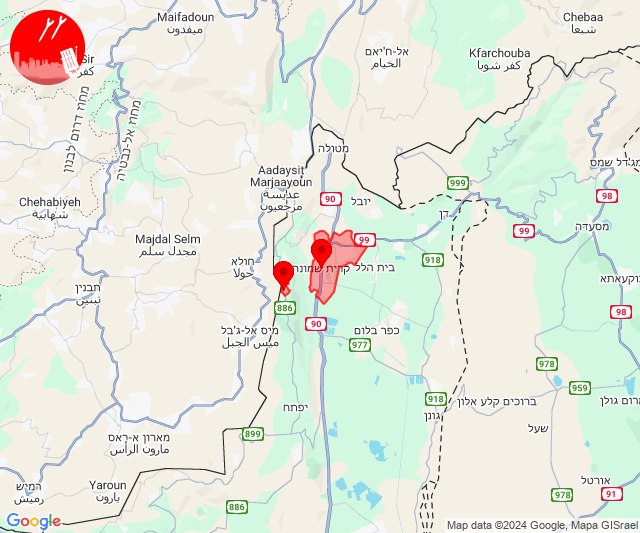 Maifadoun
ميفدون
Chebaa
شبعا
אל-ח'יאם
الخيام
Kfarchouba
كفر شوبا
Sir
كفر
מחוז דרום לבנון
מחוז אל-נבטיה
מטולה
מג'דל שמס
Aadaysit
Marjaayoun
עדייסה
مرجعيون
999
98
90
יובל
דן
Chehabiyeh
شهابية
99
99
מסעדה
Majdal Selm
مجدل سلم
חולא
حولا
קרית שמונה
בית הלל
918
בוקעאתא
תבנין
تبنين
886
98
מיס אל-ג'בל
ميس الجبل
90
כפר בלום
977
959
918
יפתח
גונן
ברוכים קלע אלון
מרום גולן
899
שעל
מארון א-ראס
مارون الراس
רמיש
رميش
Yaroun
يارون
886
978
978
אורטל
91
Google
Map data ©2024 Google, Mapa GISrael